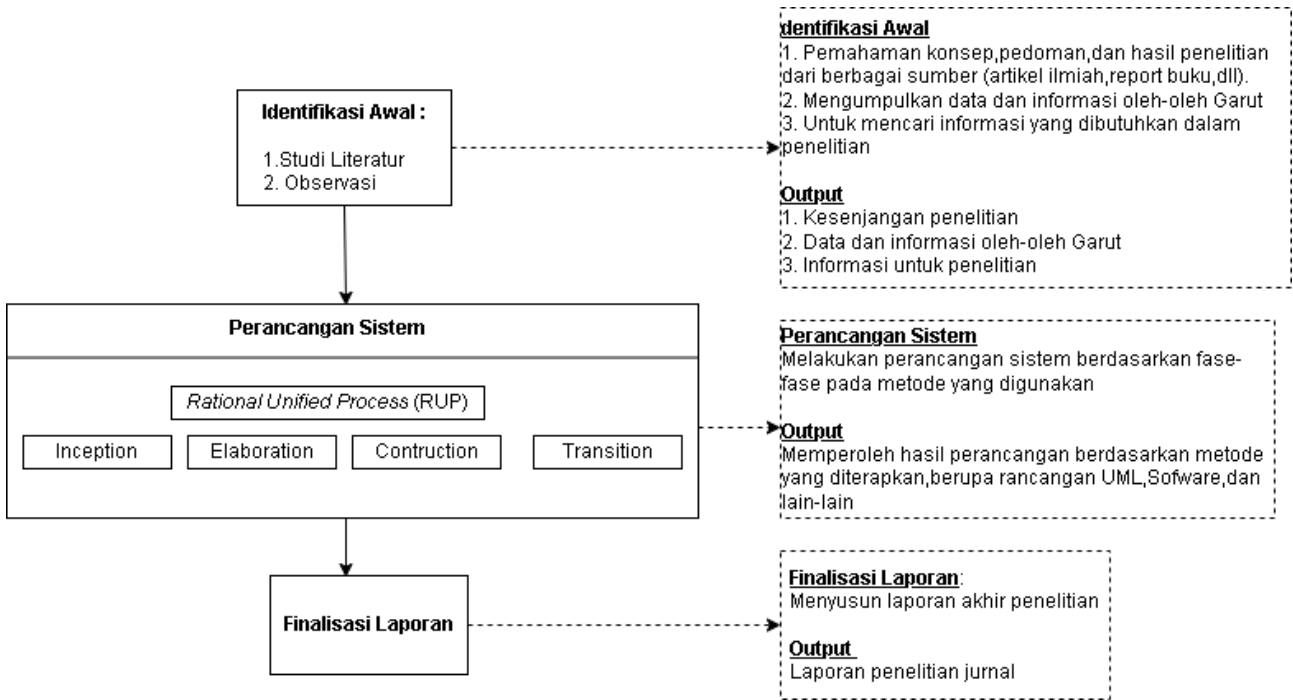 Identifikasi Awal :
1.Studi Literatur
2. Observasi
dentifikasi Awal
1. Pemahaman konsep,pedoman,dan hasil penelitian
dari berbagai sumber (artikel ilmiah,report buku,dll).
2. Mengumpulkan data dan informasi oleh-oleh Garut
3. Untuk mencari informasi yang dibutuhkan dalam
penelitian
Output
1. Kesenjangan penelitian
2. Data dan informasi oleh-oleh Garut
3. Informasi untuk penelitian
Perancangan Sistem
Rational Unified Process (RUP)
Inception
Elaboration
Contruction
Transition
Perancangan Sistem
Melakukan perancangan sistem berdasarkan fase-
fase pada metode yang digunakan
Output
Memperoleh hasil perancangan berdasarkan metode
yang diterapkan,berupa rancangan UML,Sofware,dan
lain-lain
Finalisasi Laporan
Finalisasi Laporan:
Menyusun laporan akhir penelitian
Output
Laporan penelitian jurnal